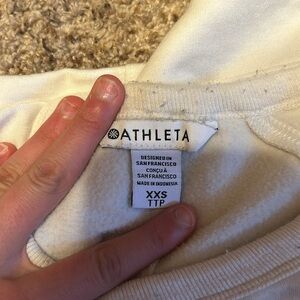 ATHLETA
DESIGNED IN
SAN FRANCISCO
CONÇU À
SAN FRANCISCO
MADE IN INDONESIA
XXS
TTP